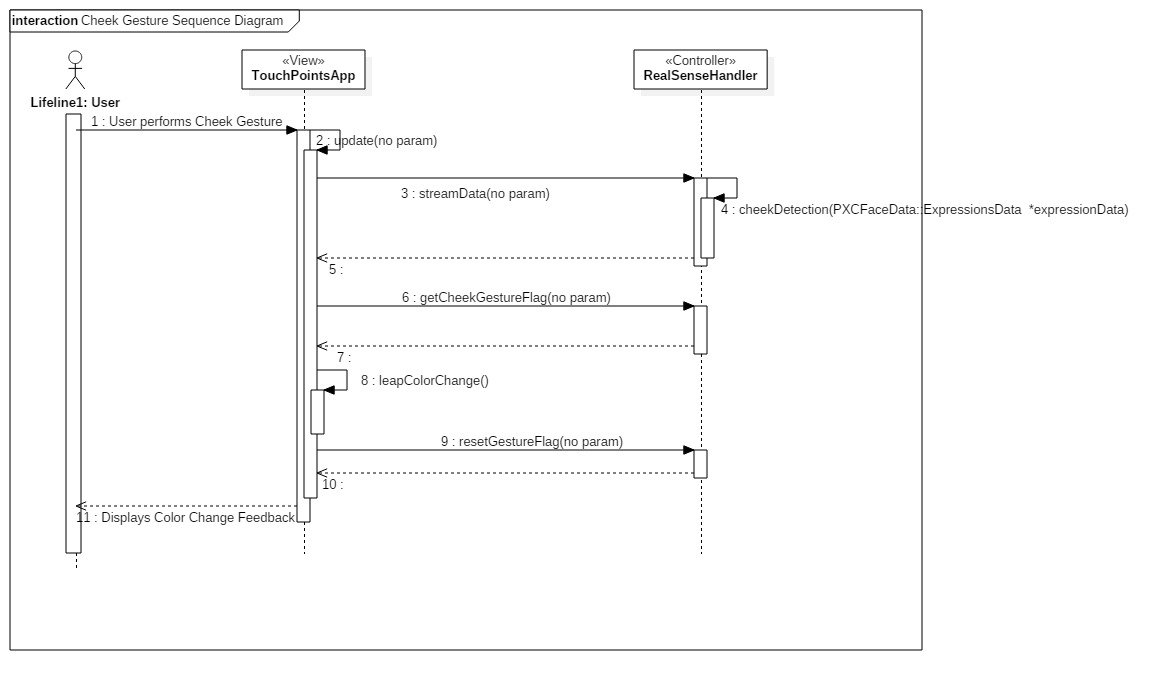 interaction Cheek Gesture Sequence Diagram
«View»
TouchPointsApp
«Controller»
RealSenseHandler
Lifeline1: User
1 : User performs Cheek Gesture
2 : update(no param)
3 : streamData(no param)
4 : cheekDetection(PXCFaceData::ExpressionsData *expressionData)
5 :
6 : getCheekGestureFlag(no param)
7 :
8 : leapColorChange()
9 : resetGestureFlag(no param)
10 :
11 : Displays Color Change Feedback